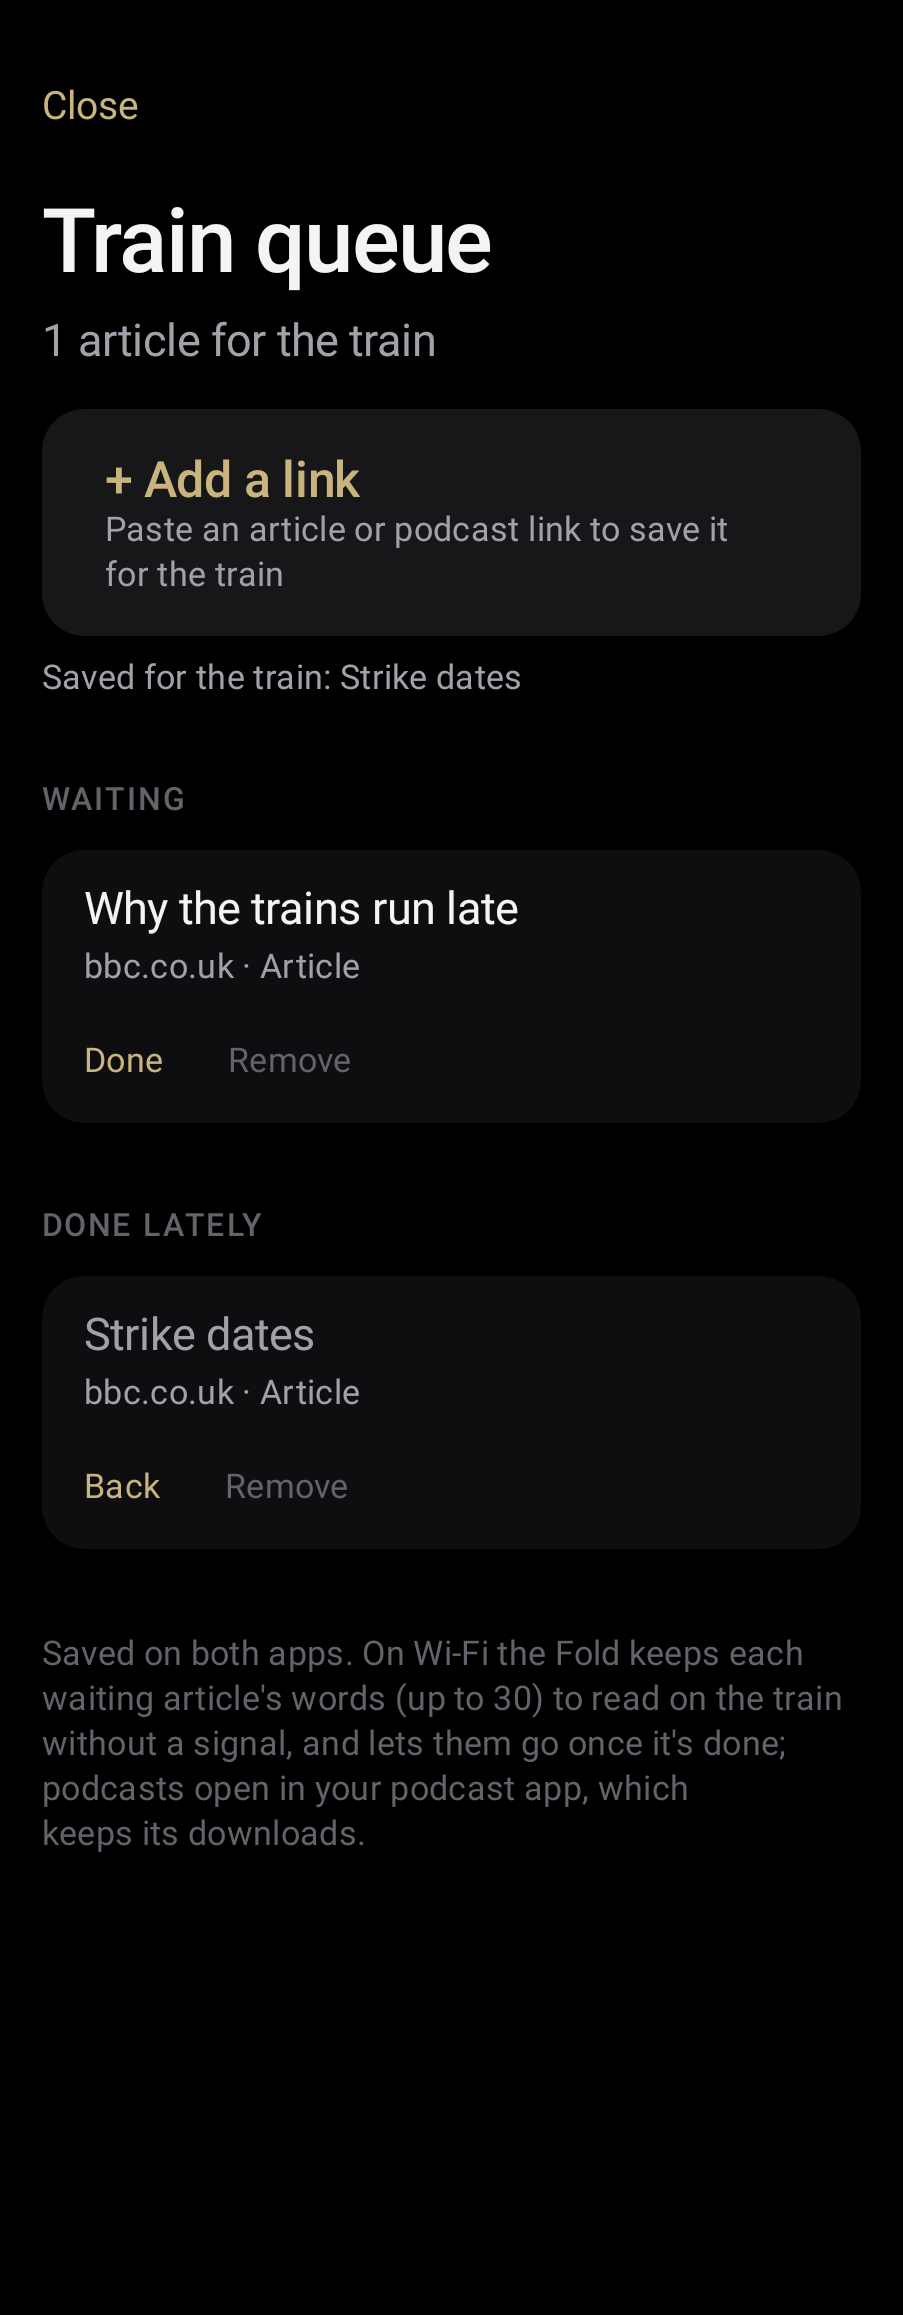 Close
Train queue
1 article for the train
+ Add a link
Paste an article or podcast link to save it
for the train
Saved for the train: Strike dates
WAITING
Why the trains run late
bbc.co.uk · Article
Done Remove
DONE LATELY
Strike dates
bbc.co.uk · Article
Back Remove
Saved on both apps. On Wi-Fi the Fold keeps each
waiting article's words (up to 30) to read on the train
without a signal, and lets them go once it's done;
podcasts open in your podcast app, which
keeps its downloads.